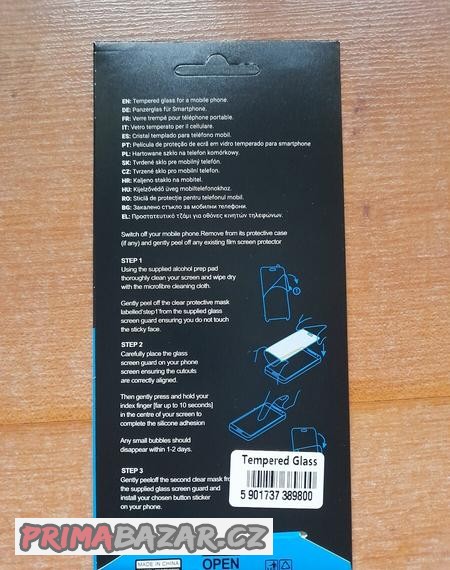 EN: Tempered glass for a mobile phone.
DE: Panzerglas für Smartphone.
FR: Verre trempé pour téléphone portable.
IT: Vetro temperato per il cellulare.
ES: Cristal templado para teléfono móbil.
PT: Película de proteção de ecrã em vidro temperado para smartphone
PL: Hartowane szkło na telefon komórkowy.
SK: Tvrdené sklo pre mobilný telefón.
CZ: Tvrzené sklo pro mobilní telefon.
HR: Kaljeno staklo na mobitel.
HU: Kijelzővédő üveg mobiltelefonokhoz.
RO: Sticlă de protecție pentru telefonul mobil.
BG: Закалено стъкло за мобилни телефони.
EL: Προστατευτικό τζάμι για οθόνες κινητών τηλεφώνων.
Switch off your mobile phone.Remove from its protective case
(if any) and gently peel off any existing film screen protector
STEP 1
Using the supplied alcohol prep pad
thoroughly clean your screen and wipe dry
with the microfibre cleaning cloth.
Gently peel off the clear protective mask
labelled'step1'from the supplied glass
screen guard ensuring you do not touch
the sticky face.
STEP 2
Carefully place the glass
screen guard on your phone
screen ensuring the cutouts
are correctly aligned.
Then gently press and hold your
index finger [far up to 10 seconds]
in the centre of your screen to
complete the silicone adhesion
Any small bubbles should
disappear within 1-2 days.
STEP 3
Gently peeloff the second clear mask from
the supplied glass screen guard and
install your chosen button sticker
on your phone.
Tempered Glass
5 901737 389800
PRIMABAZAR.CZ
MADE IN CHINA
OPEN